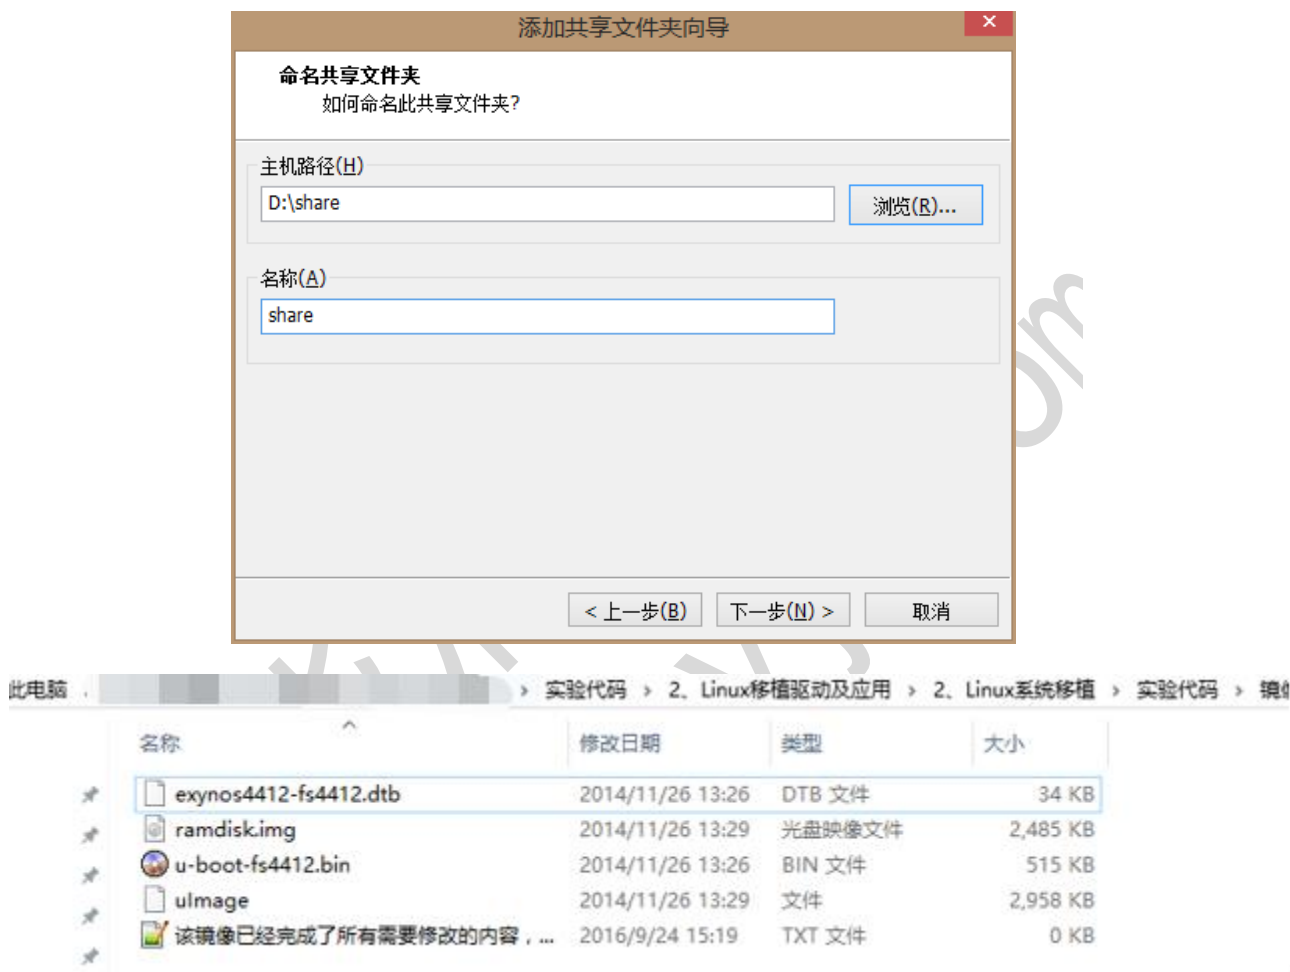 添加共享文件夹向导
命名共享文件夹
如何命名此共享文件夹?
主机路径(H)
D:\share
浏览(R)...
名称(A)
share
< 上一步(B) 下一步(N) > 取消
此电脑 › 实验代码 › 2、Linux移植驱动及应用 › 2、Linux系统移植 › 实验代码 ›
名称 修改日期 类型 大小
exynos4412-fs4412.dtb 2014/11/26 13:26 DTB 文件 34 KB
ramdisk.img 2014/11/26 13:29 光盘映像文件 2,485 KB
u-boot-fs4412.bin 2014/11/26 13:26 BIN 文件 515 KB
uImage 2014/11/26 13:29 文件 2,958 KB
该镜像已经完成了所有需要修改的内容，... 2016/9/24 15:19 TXT 文件 0 KB